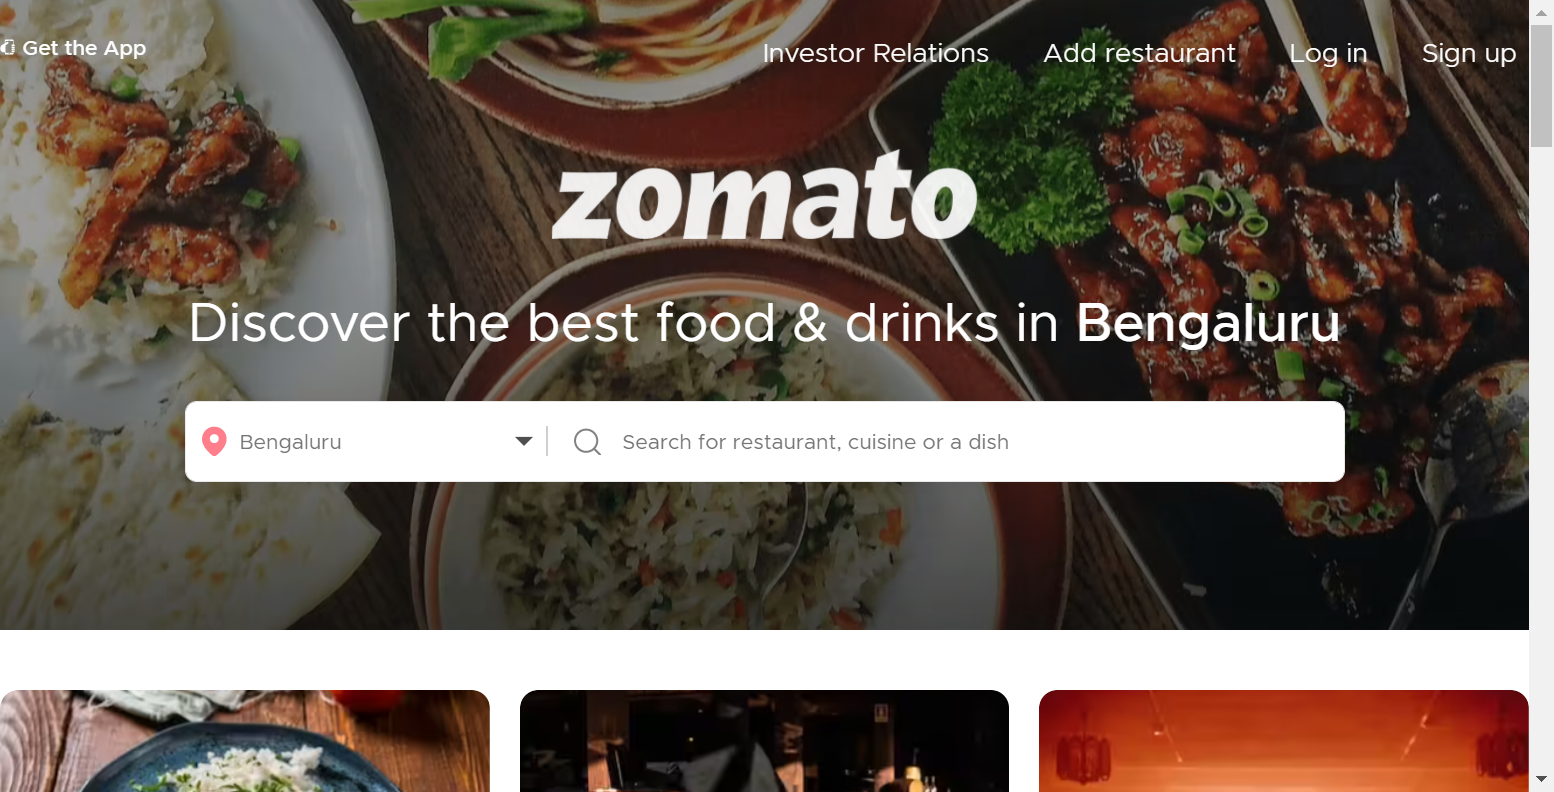 Get the App
Investor Relations
Add restaurant
Log in
Sign up
zomato
Discover the best food & drinks in Bengaluru
Bengaluru
Search for restaurant, cuisine or a dish